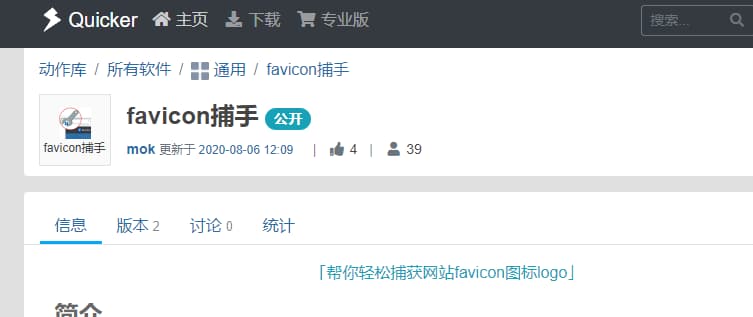 Quicker 主页 下载 专业版 搜索...
动作库 / 所有软件 / 通用 / favicon捕手
favicon捕手 公开
favicon捕手
mok 更新于 2020-08-06 12:09 | 4 | 39
信息 版本 2 讨论 0 统计
「帮你轻松捕获网站favicon图标logo」
简介